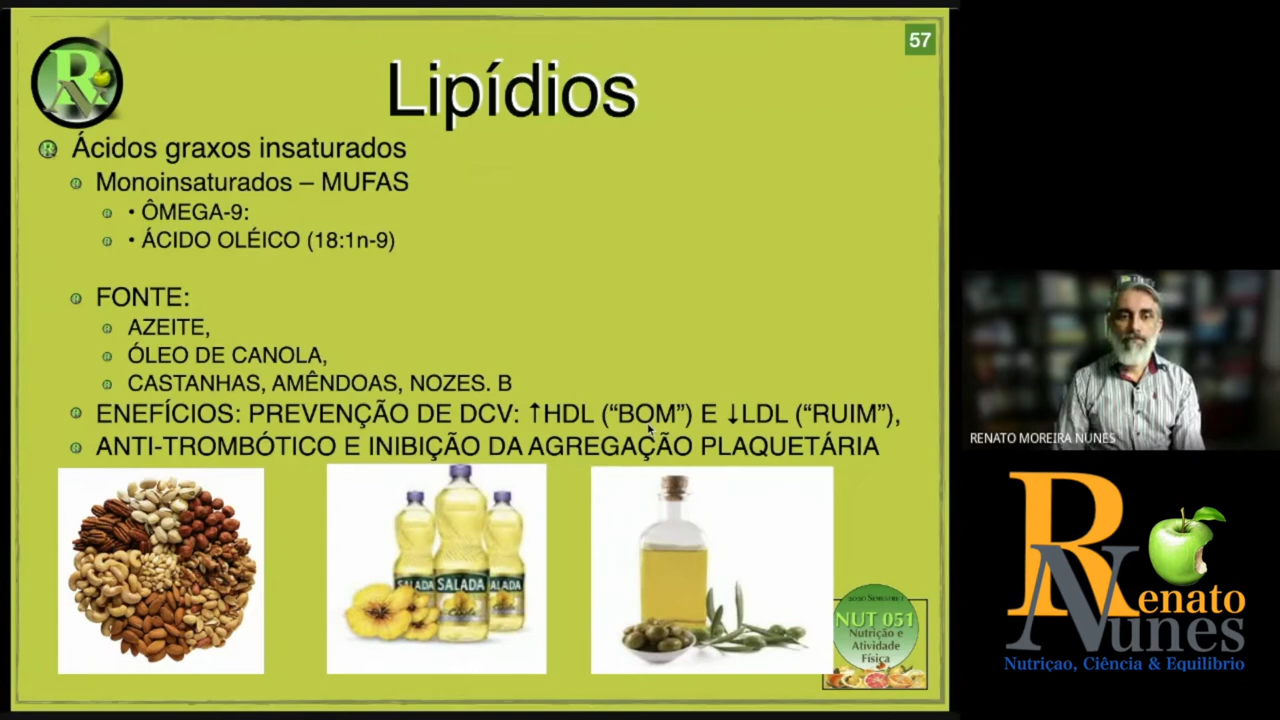 57
Lipídios
Ácidos graxos insaturados
Monoinsaturados – MUFAS
• ÔMEGA-9:
• ÁCIDO OLÉICO (18:1n-9)
FONTE:
AZEITE,
ÓLEO DE CANOLA,
CASTANHAS, AMÊNDOAS, NOZES. B
ENEFÍCIOS: PREVENÇÃO DE DCV: ↑HDL (“BOM”) E ↓LDL (“RUIM”),
ANTI-TROMBÓTICO E INIBIÇÃO DA AGREGAÇÃO PLAQUETÁRIA
SALADA
SALADA
SALADA
NUT 051
Nutrição e
Atividade
Física
RENATO MOREIRA NUNES
Renato
Nunes
Nutriçao, Ciência & Equilibrio